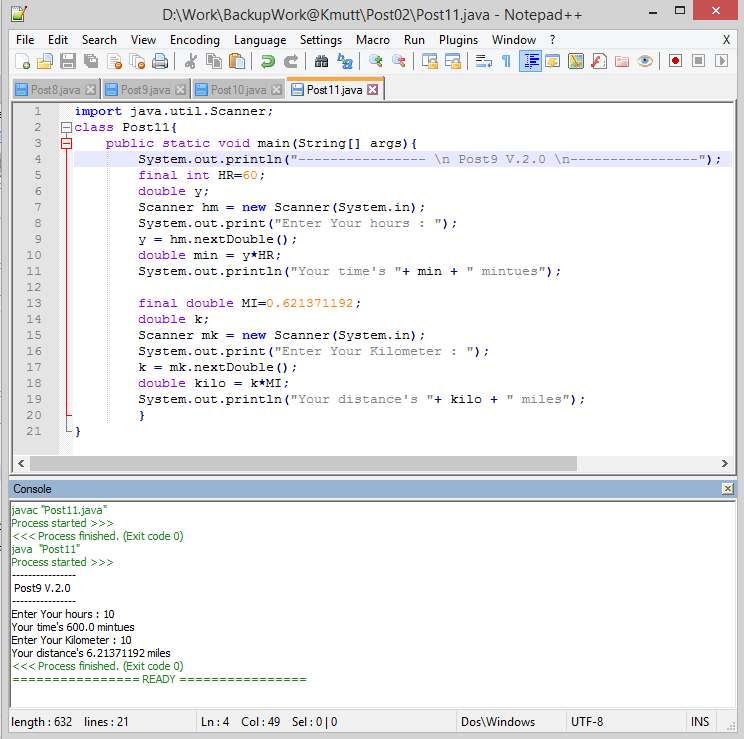 D:\Work\BackupWork@Kmutt\Post02\Post11.java - Notepad++
File Edit Search View Encoding Language Settings Macro Run Plugins Window ? X
Post8.java Post9.java Post10.java Post11.java
1 import java.util.Scanner;
2 class Post11{
3 public static void main(String[] args){
4 System.out.println("---------------- \n Post9 V.2.0 \n----------------");
5 final int HR=60;
6 double y;
7 Scanner hm = new Scanner(System.in);
8 System.out.print("Enter Your hours : ");
9 y = hm.nextDouble();
10 double min = y*HR;
11 System.out.println("Your time's "+ min + " mintues");
12
13 final double MI=0.621371192;
14 double k;
15 Scanner mk = new Scanner(System.in);
16 System.out.print("Enter Your Kilometer : ");
17 k = mk.nextDouble();
18 double kilo = k*MI;
19 System.out.println("Your distance's "+ kilo + " miles");
20 }
21 }
Console
javac "Post11.java"
Process started >>>
<<< Process finished. (Exit code 0)
java "Post11"
Process started >>>
----------------
Post9 V.2.0
----------------
Enter Your hours : 10
Your time's 600.0 mintues
Enter Your Kilometer : 10
Your distance's 6.21371192 miles
<<< Process finished. (Exit code 0)
================ READY ================
length : 632 lines : 21 Ln : 4 Col : 49 Sel : 0 | 0 Dos\Windows UTF-8 INS